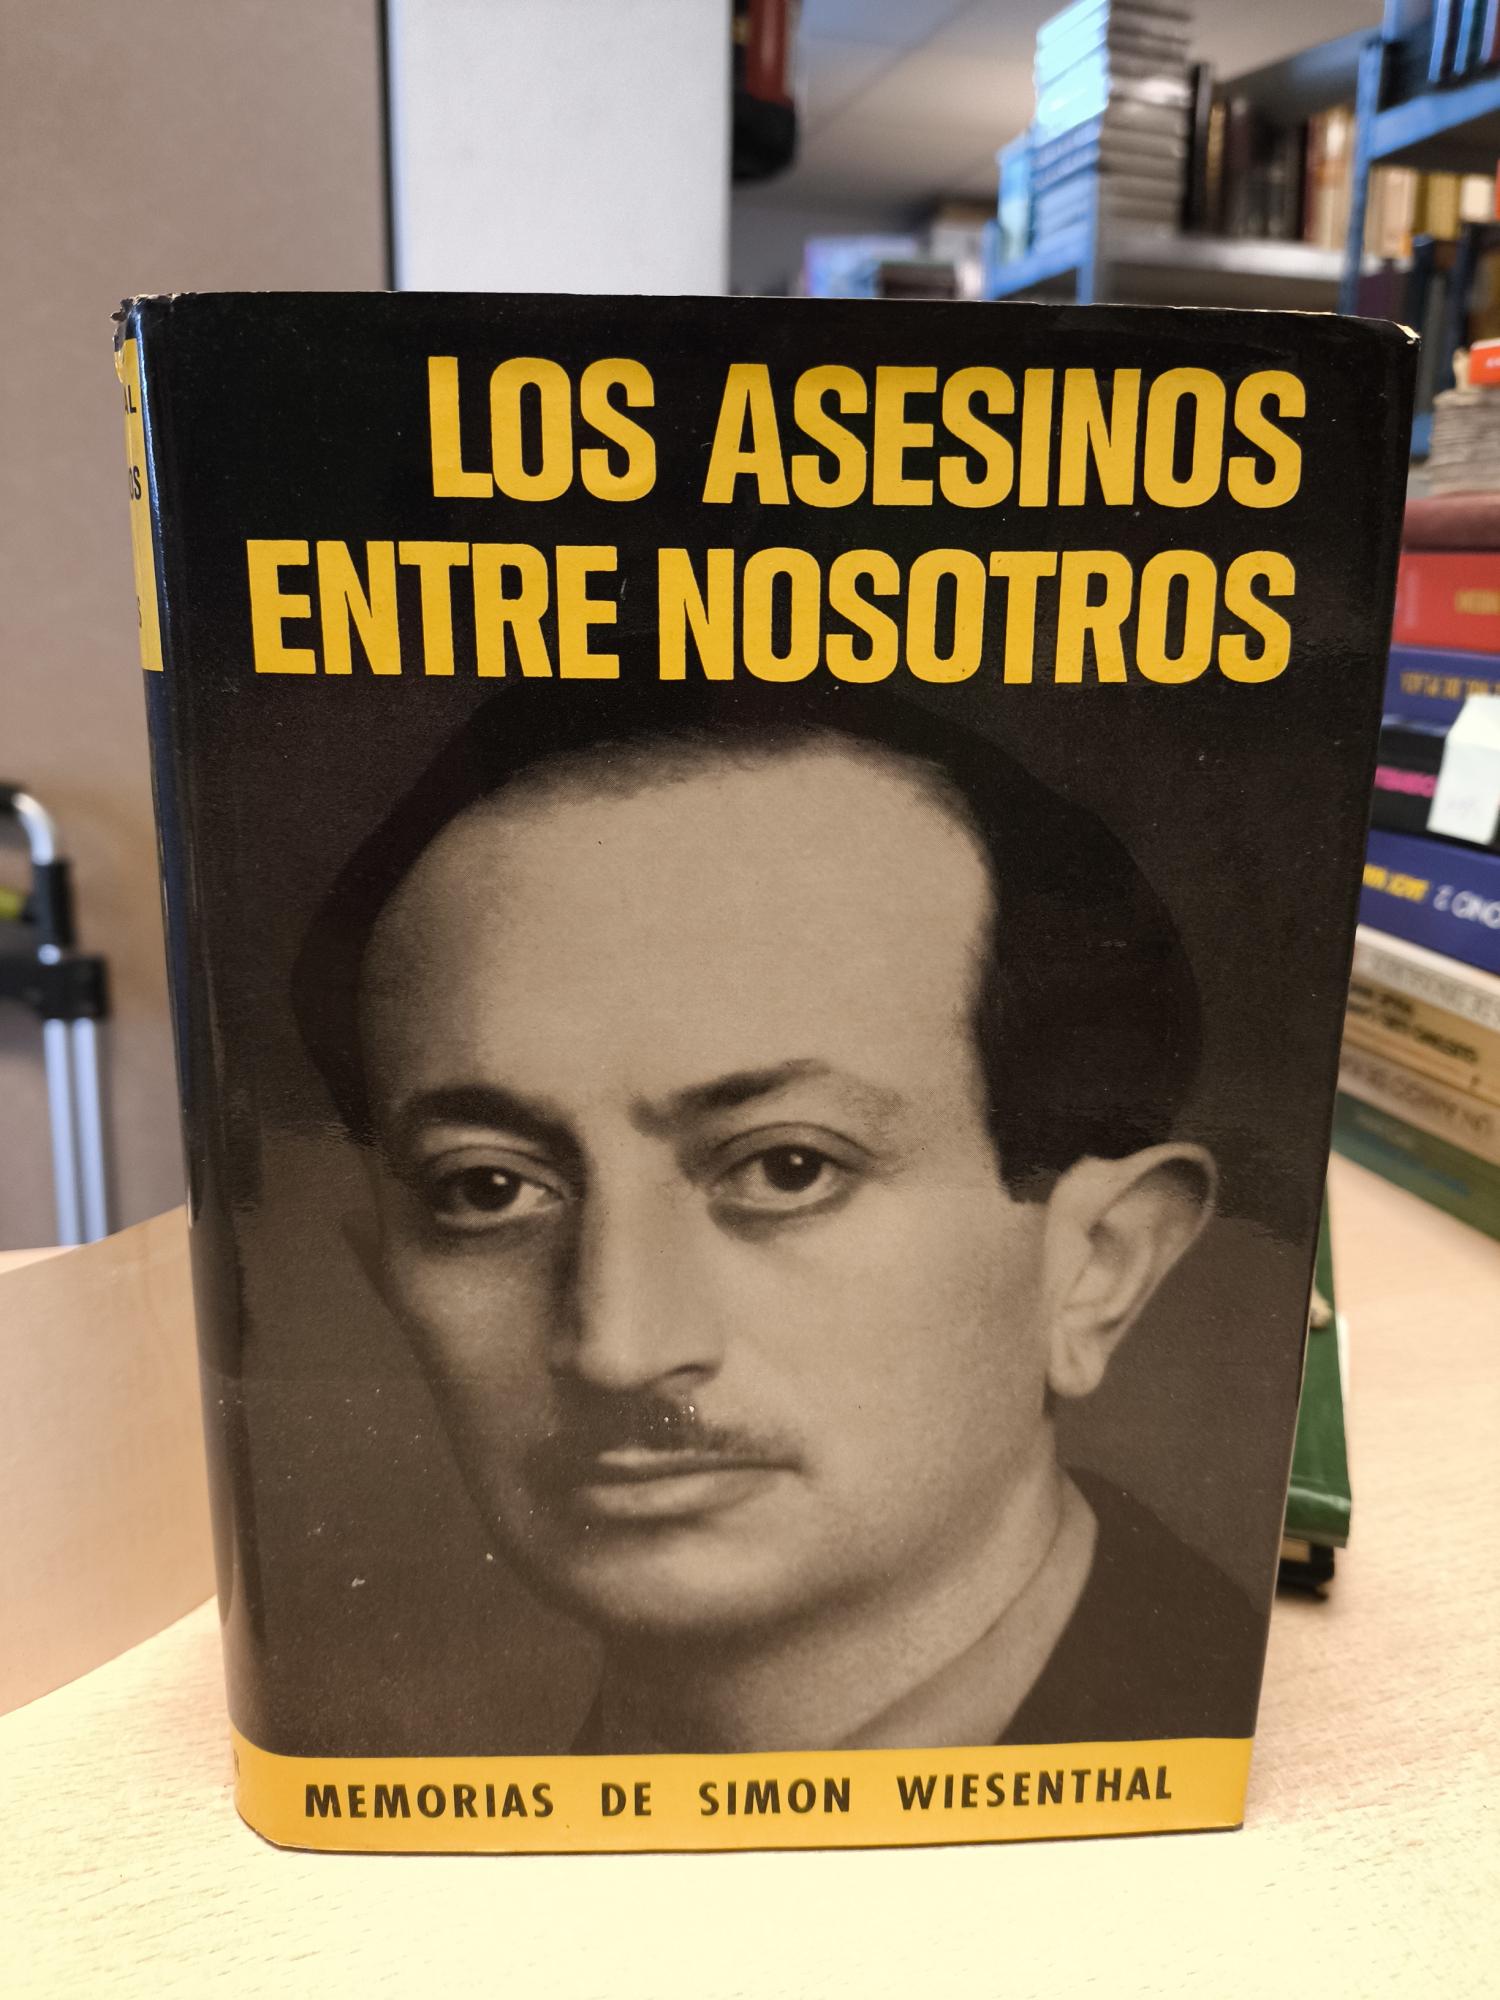 LOS ASESINOS
ENTRE NOSOTROS
MEMORIAS DE SIMON WIESENTHAL